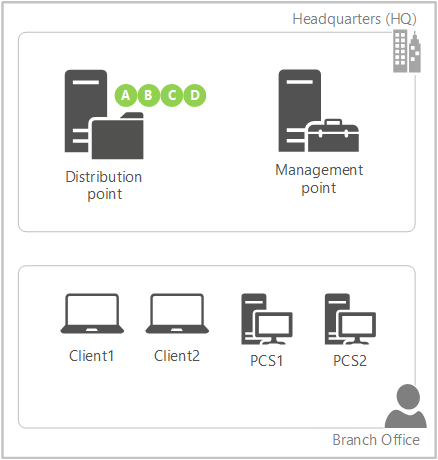 Headquarters (HQ)
A B C D
Distribution
point
Management
point
Client1
Client2
PCS1
PCS2
Branch Office